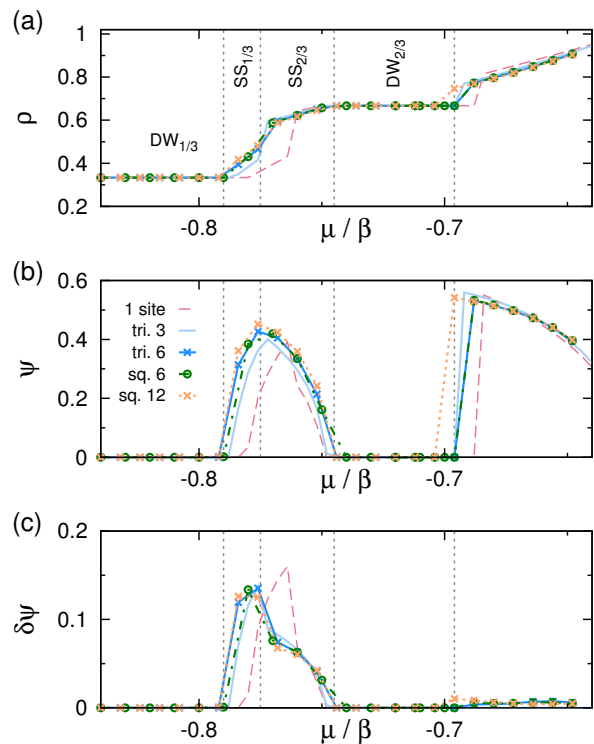 (a)
1
0.8
0.6
0.4
0.2
ρ
DW1/3
SS1/3
SS2/3
DW2/3
-0.8
μ / β
-0.7
(b)
0.6
0.4
0.2
0
ψ
1 site
tri. 3
tri. 6
sq. 6
sq. 12
-0.8
μ / β
-0.7
(c)
0.2
0.1
0
δψ
-0.8
μ / β
-0.7